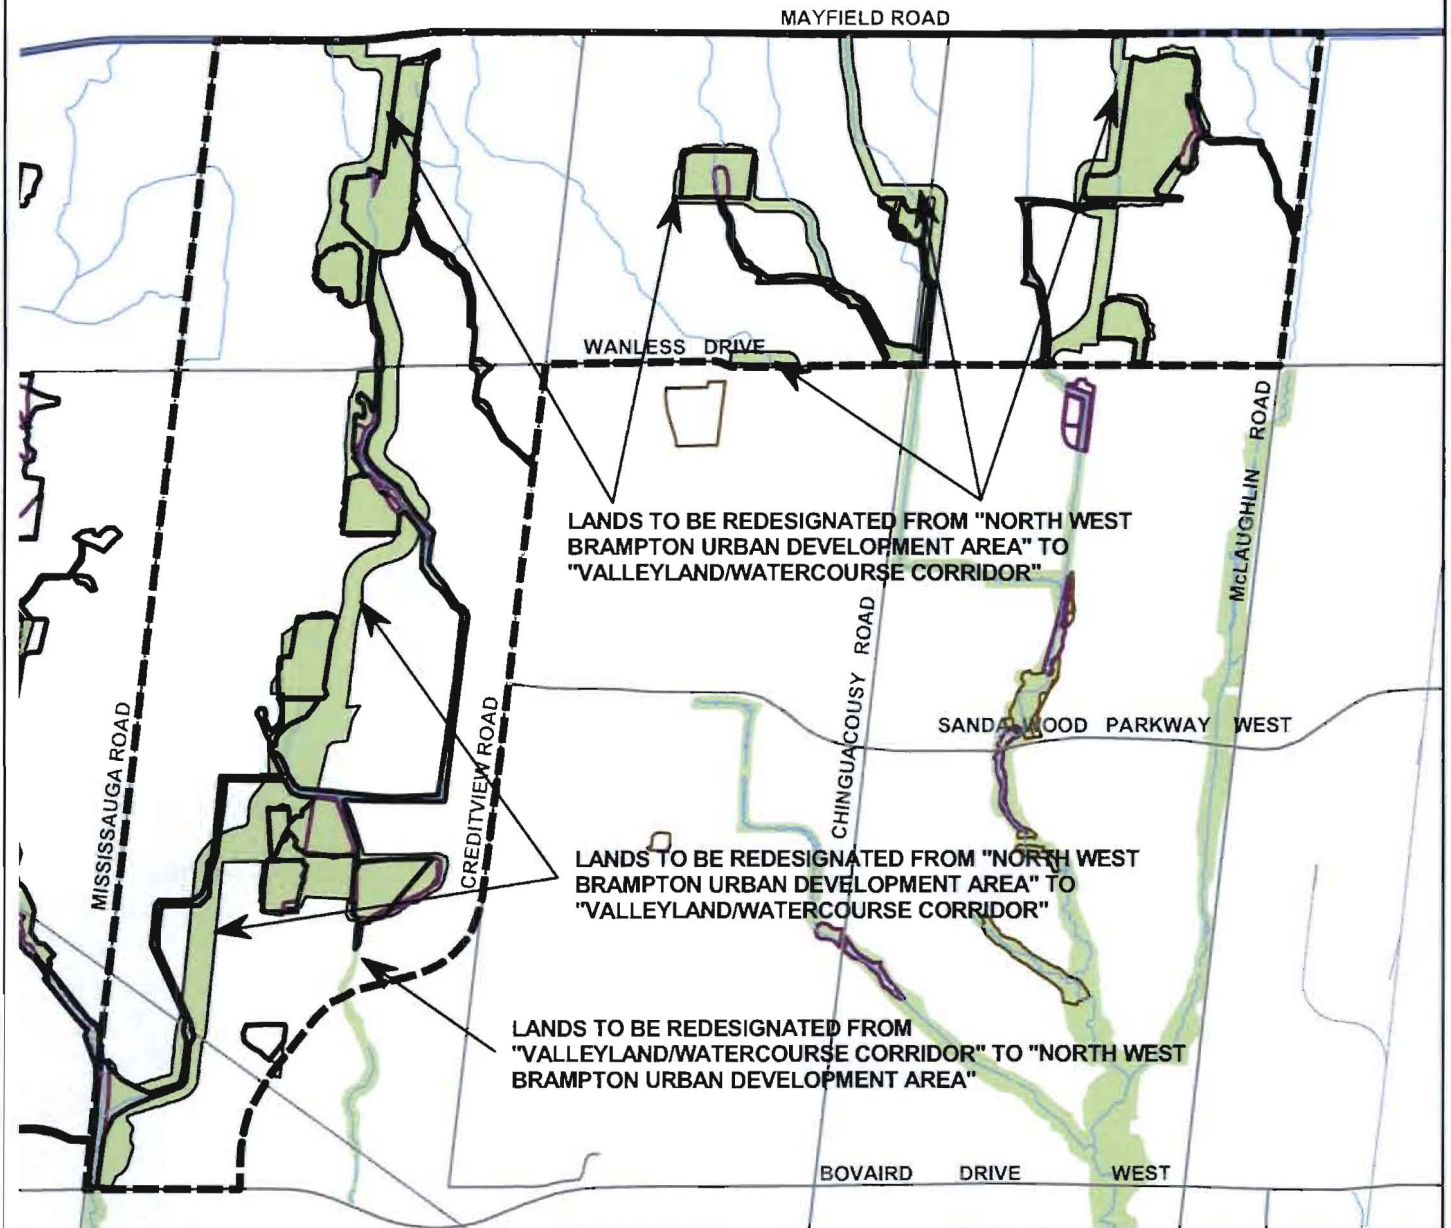 MAYFIELD ROAD
WANLESS DRIVE
LANDS TO BE REDESIGNATED FROM "NORTH WEST
BRAMPTON URBAN DEVELOPMENT AREA" TO
"VALLEYLAND/WATERCOURSE CORRIDOR"
McLAUGHLIN ROAD
CHINGUACOUSY ROAD
MISSISSAUGA ROAD
CREDITVIEW ROAD
SANDALWOOD PARKWAY WEST
LANDS TO BE REDESIGNATED FROM "NORTH WEST
BRAMPTON URBAN DEVELOPMENT AREA" TO
"VALLEYLAND/WATERCOURSE CORRIDOR"
LANDS TO BE REDESIGNATED FROM
"VALLEYLAND/WATERCOURSE CORRIDOR" TO "NORTH WEST
BRAMPTON URBAN DEVELOPMENT AREA"
BOVAIRD DRIVE WEST